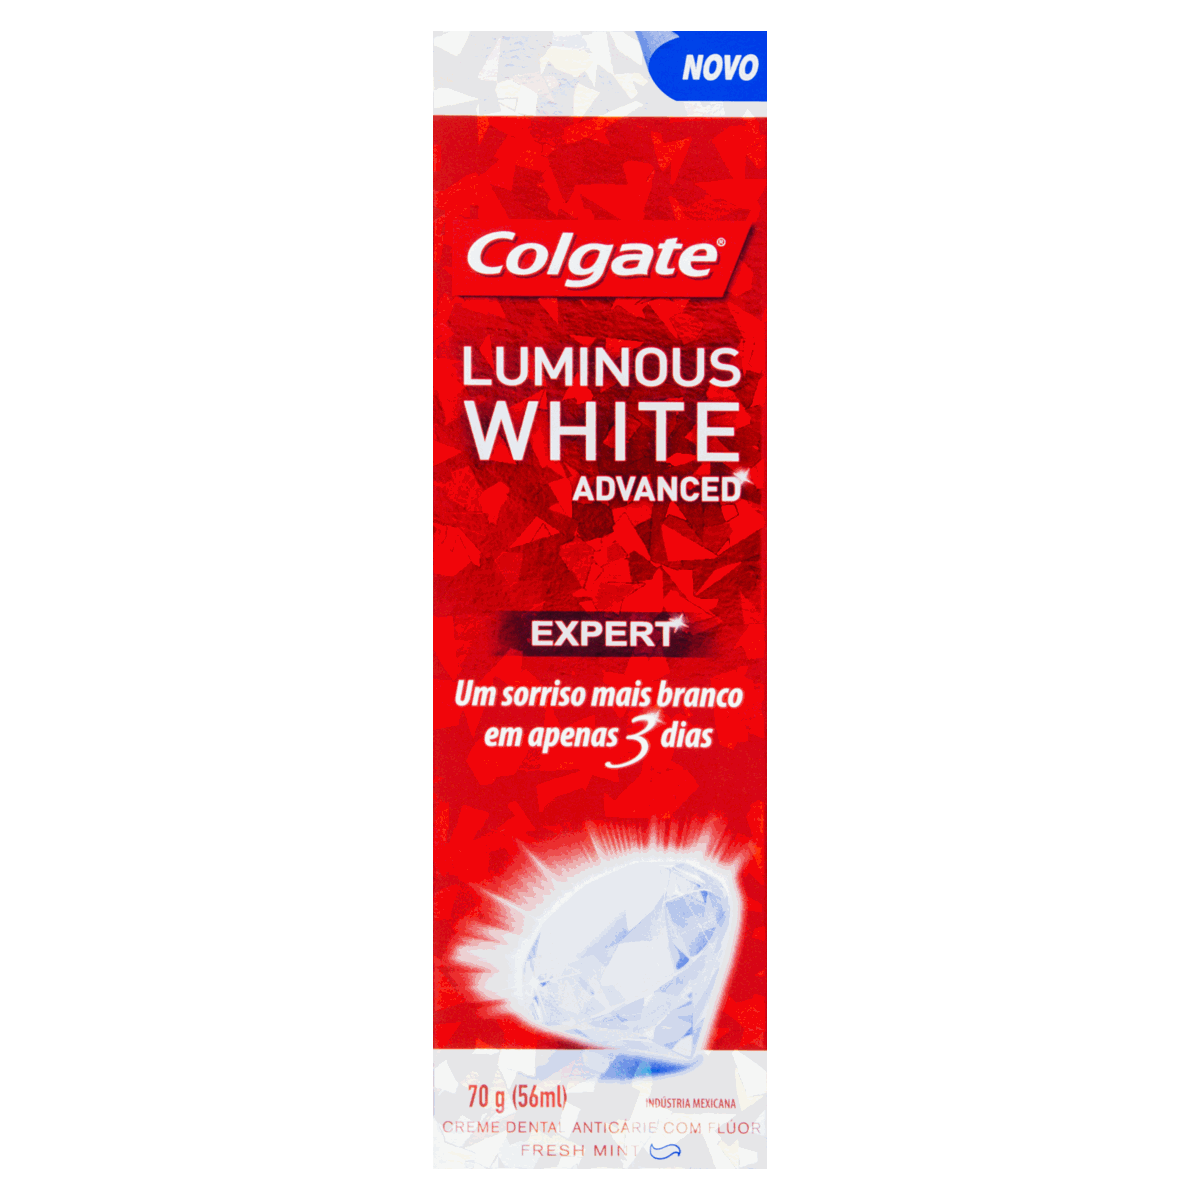 NOVO
Colgate®
LUMINOUS
WHITE
ADVANCED
EXPERT
Um sorriso mais branco
em apenas 3 dias
70 g (56ml)
INDÚSTRIA MEXICANA
CREME DENTAL ANTICÁRIE COM FLÚOR
FRESH MINT